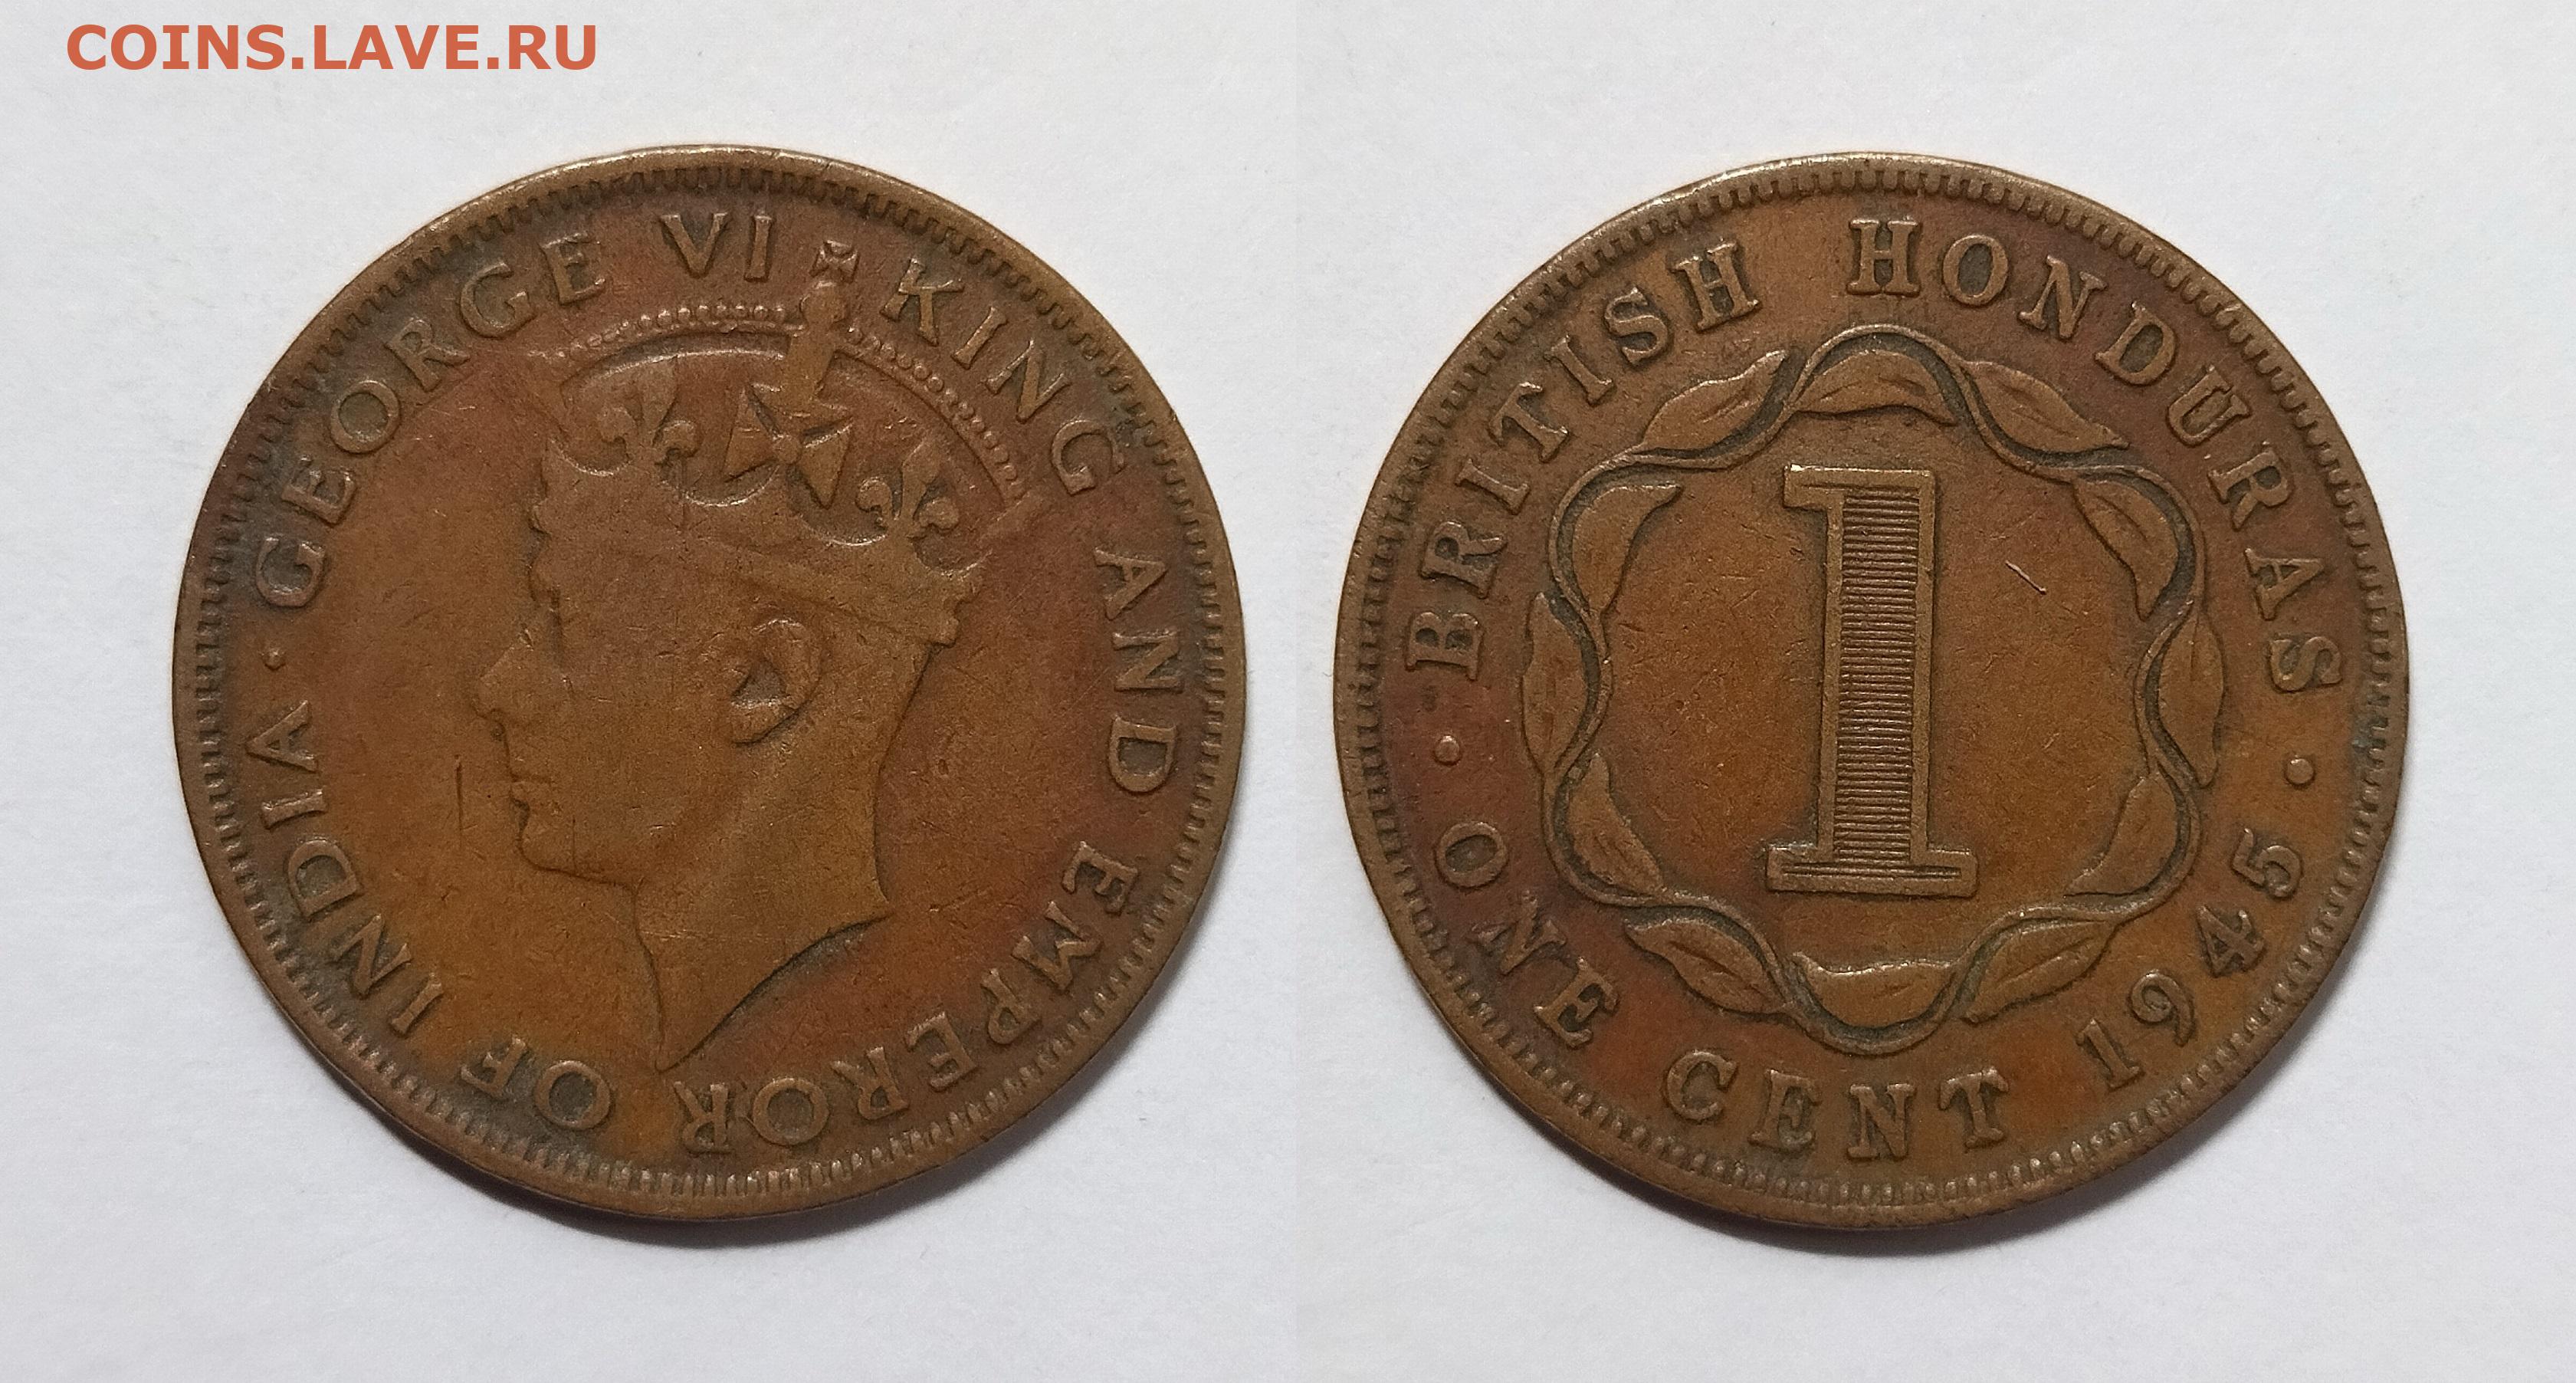 COINS.LAVE.RU
GEORGE VI KING AND EMPEROR OF INDIA
BRITISH HONDURAS
1
ONE CENT 1945